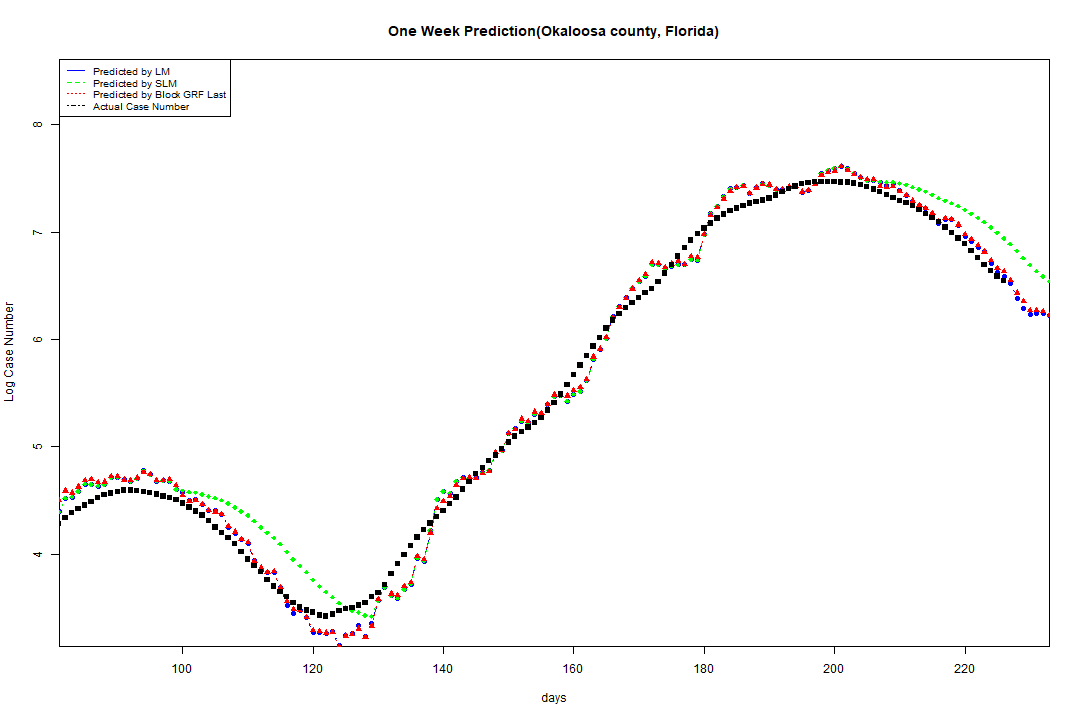 One Week Prediction(Okaloosa county, Florida)
Predicted by LM
Predicted by SLM
Predicted by Block GRF Last
Actual Case Number
8
7
6
5
4
Log Case Number
100 120 140 160 180 200 220
days